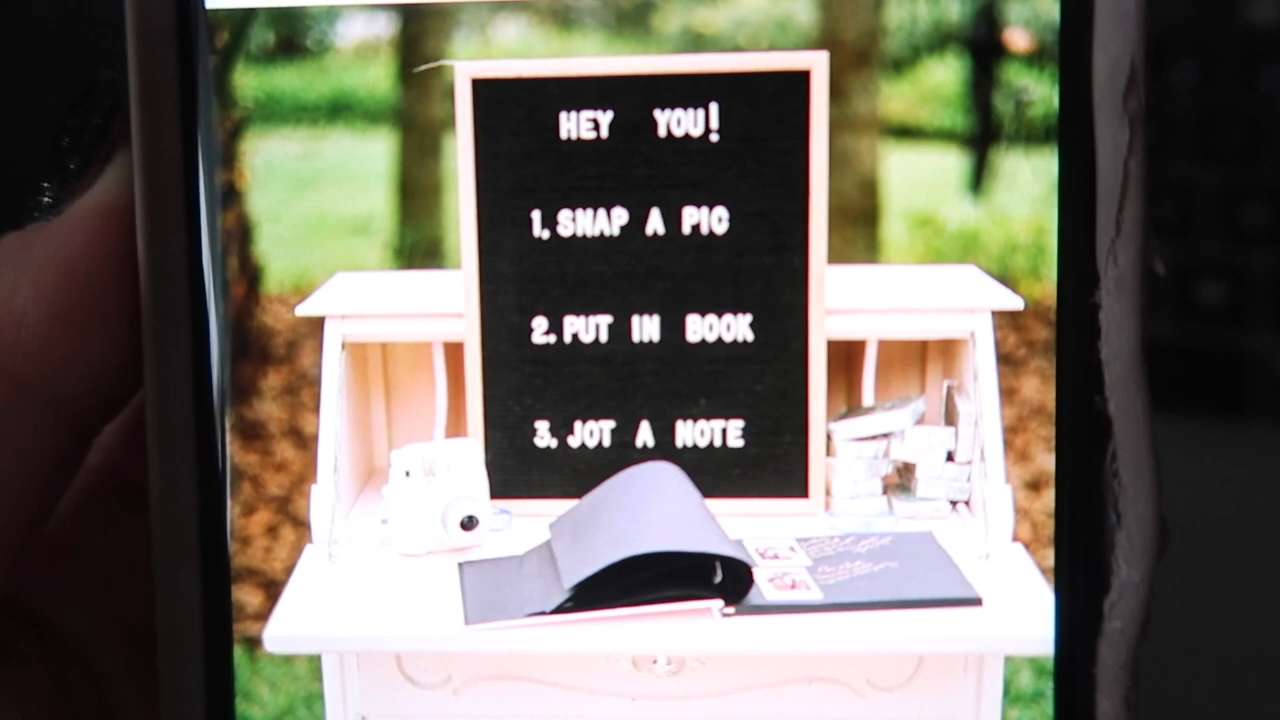 HEY YOU!
1. SNAP A PIC
2. PUT IN BOOK
3. JOT A NOTE